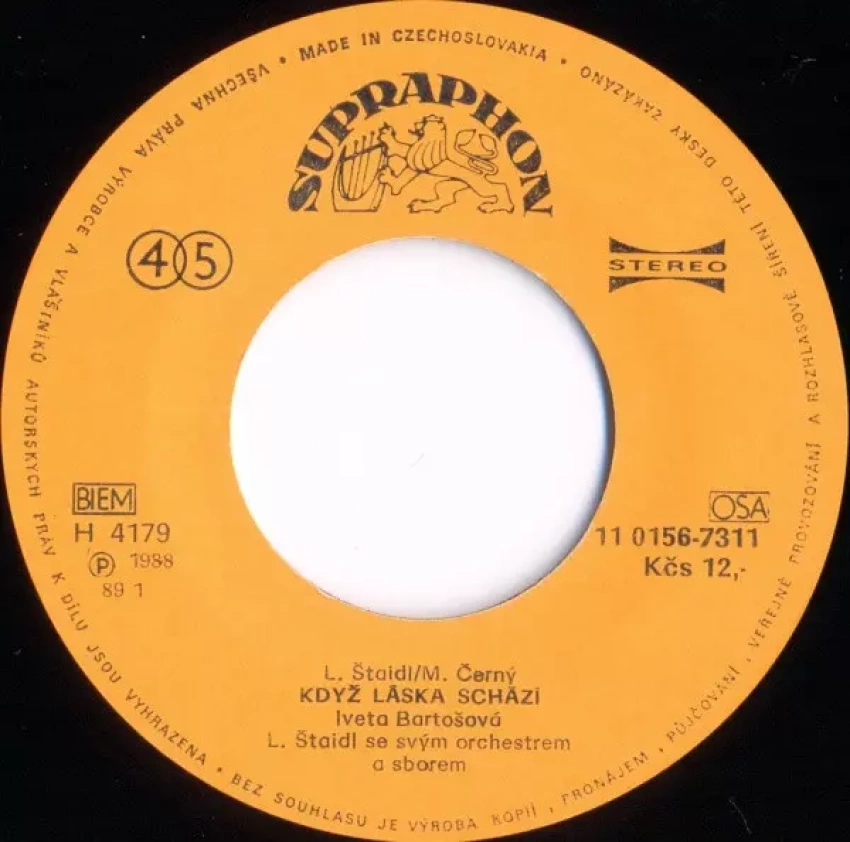 VŠECHNA PRÁVA VÝROBCE A VLASTNÍKŮ AUTORSKÝCH PRÁV K DÍLU JSOU VYHRAZENA • BEZ SOUHLASU JE VÝROBA KOPIÍ, PRONÁJEM, PŮJČOVÁNÍ, VEŘEJNÉ PROVOZOVÁNÍ A ROZHLASOVÉ ŠÍŘENÍ TÉTO DESKY ZAKÁZÁNO • MADE IN CZECHOSLOVAKIA •
SUPRAPHON
45
STEREO
BIEM
H 4179
Ⓟ 1988
89 1
OSA
11 0156-7311
Kčs 12,-
L. Štaidl/M. Černý
KDYŽ LÁSKA SCHÁZÍ
Iveta Bartošová
L. Štaidl se svým orchestrem
a sborem